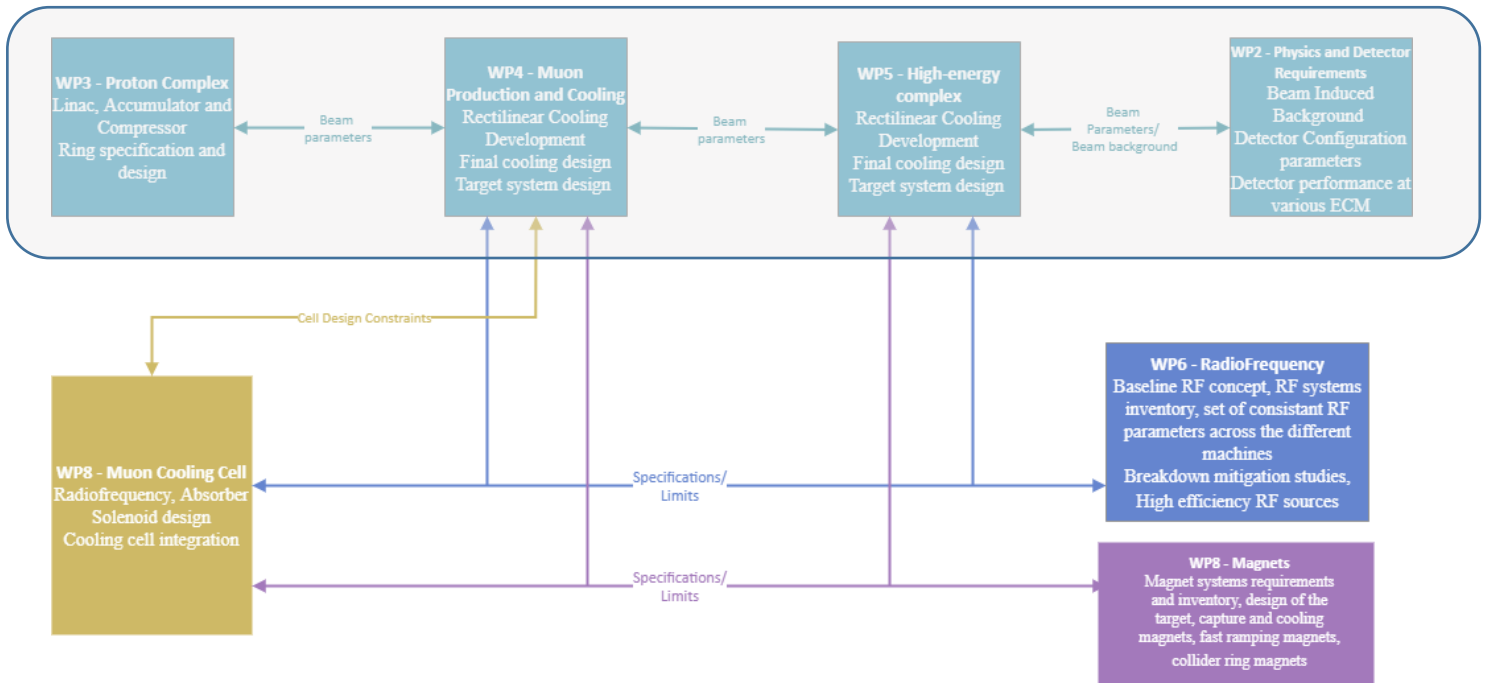 WP3 - Proton Complex
Linac, Accumulator and
Compressor
Ring specification and
design
Beam
parameters
WP4 - Muon
Production and Cooling
Rectilinear Cooling
Development
Final cooling design
Target system design
Beam
parameters
WP5 - High-energy
complex
Rectilinear Cooling
Development
Final cooling design
Target system design
Beam
Parameters/
Beam background
WP2 - Physics and Detector
Requirements
Beam Induced
Background
Detector Configuration
parameters
Detector performance at
various ECM
Cell Design Constraints
WP8 - Muon Cooling Cell
Radiofrequency, Absorber
Solenoid design
Cooling cell integration
Specifications/
Limits
WP6 - RadioFrequency
Baseline RF concept, RF systems
inventory, set of consistant RF
parameters across the different
machines
Breakdown mitigation studies,
High efficiency RF sources
Specifications/
Limits
WP8 - Magnets
Magnet systems requirements
and inventory, design of the
target, capture and cooling
magnets, fast ramping magnets,
collider ring magnets